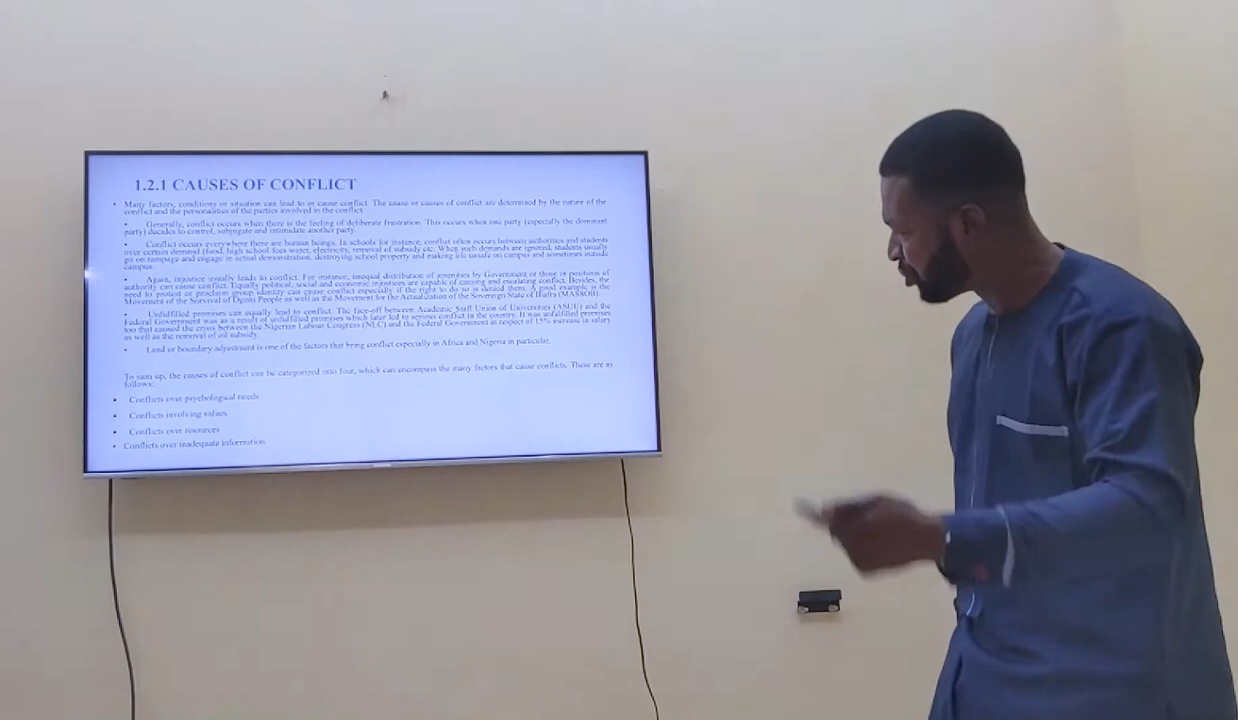 1.2.1 CAUSES OF CONFLICT
• Many factors, conditions or situation can lead to or cause conflict. The cause or causes of conflict are determined by the nature of the
conflict and the personalities of the parties involved in the conflict.
• Generally, conflict occurs when there is the feeling of deliberate frustration. This occurs when one party (especially the dominant
party) decides to control, subjugate and intimidate another party.
• Conflict occurs everywhere there are human beings. In schools for instance, conflict often occurs between authorities and students
over certain demand (food, high school fees water, electricity, removal of subsidy etc. When such demands are ignored, students usually
go on rampage and engage in actual demonstration, destroying school property and making life unsafe on campus and sometimes outside
campus.
• Again, injustice usually leads to conflict. For instance, unequal distribution of amenities by Government or those in positions of
authority can cause conflict. Equally political, social and economic injustices are capable of causing and escalating conflict. Besides, the
need to protest or proclaim group identity can cause conflict especially if the right to do so is denied them. A good example is the
Movement of the Survival of Ogoni People as well as the Movement for the Actualization of the Sovereign State of Biafra (MASSOB).
• Unfulfilled promises can equally lead to conflict. The face-off between Academic Staff Union of Universities (ASUU) and the
Federal Government was as a result of unfulfilled promises which later led to serious conflict in the country. It was unfulfilled promises
too that caused the crisis between the Nigerian Labour Congress (NLC) and the Federal Government in respect of 15% increase in salary
as well as the removal of oil subsidy.
• Land or boundary adjustment is one of the factors that bring conflict especially in Africa and Nigeria in particular.
To sum up, the causes of conflict can be categorized into four, which can encompass the many factors that cause conflicts. These are as
follows:
• Conflicts over psychological needs
• Conflicts involving values
• Conflicts over resources
• Conflicts over inadequate information